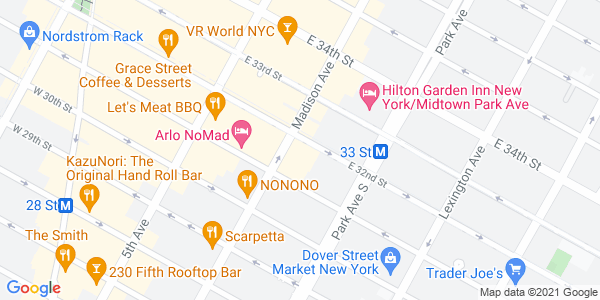 VR World NYC
Nordstrom Rack
E 34th St
Park Ave
Grace Street
Coffee & Desserts
E 33rd St
Madison Ave
Hilton Garden Inn New
York/Midtown Park Ave
W 30th St
Let's Meat BBQ
W 29th St
Arlo NoMad
33 St
M
E 34th St
KazuNori: The
Original Hand Roll Bar
NONONO
E 32nd St
Lexington Ave
28 St
M
5th Ave
Park Ave S
The Smith
Scarpetta
Dover Street
Market New York
230 Fifth Rooftop Bar
Trader Joe's
Google
Map data ©2021 Google